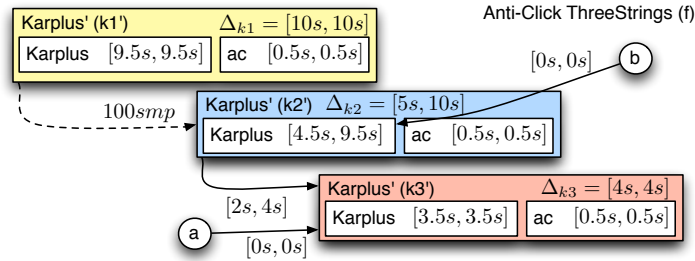 Anti-Click ThreeStrings (f)
Karplus' (k1') Δk1 = [10s, 10s]
Karplus [9.5s, 9.5s] ac [0.5s, 0.5s]
[0s, 0s] b
100smp
Karplus' (k2') Δk2 = [5s, 10s]
Karplus [4.5s, 9.5s] ac [0.5s, 0.5s]
Karplus' (k3') Δk3 = [4s, 4s]
[2s, 4s]
Karplus [3.5s, 3.5s] ac [0.5s, 0.5s]
a
[0s, 0s]